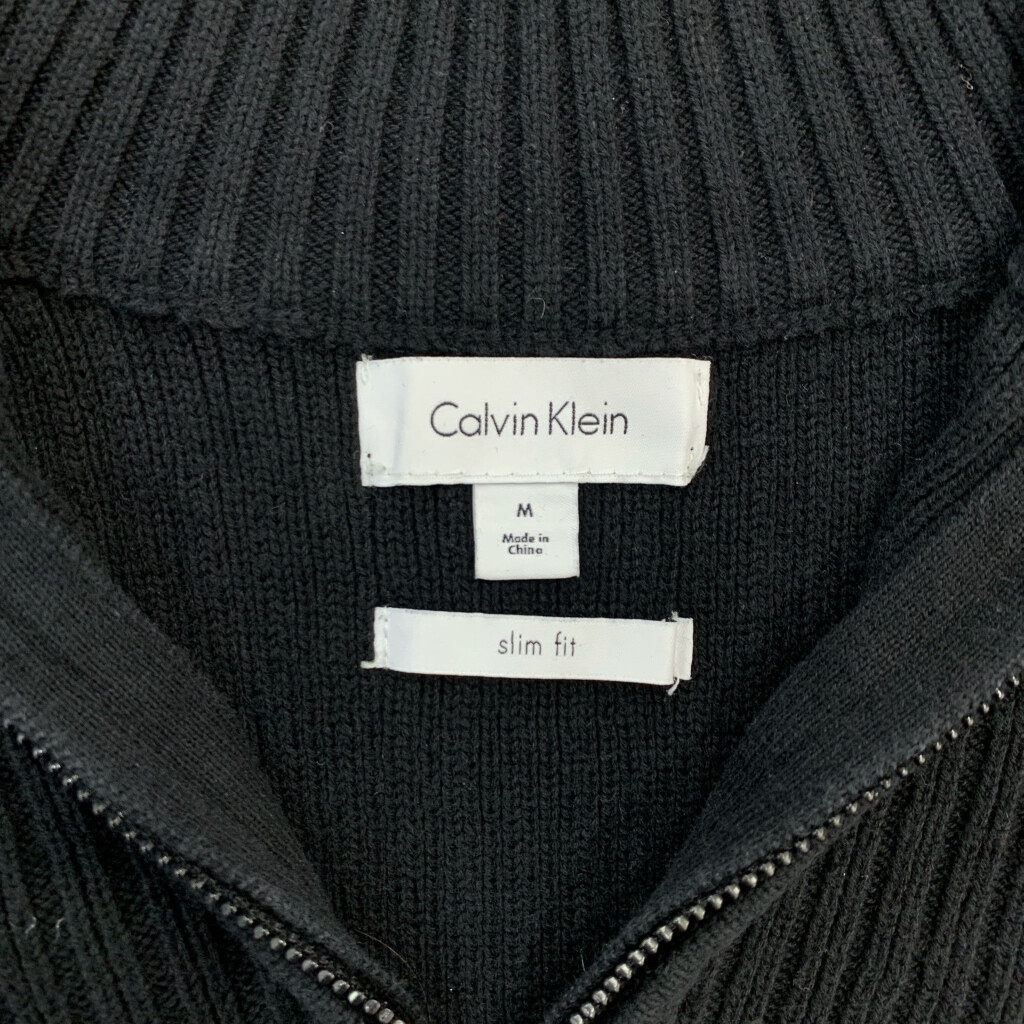 Calvin Klein
M
Made in
China
slim fit